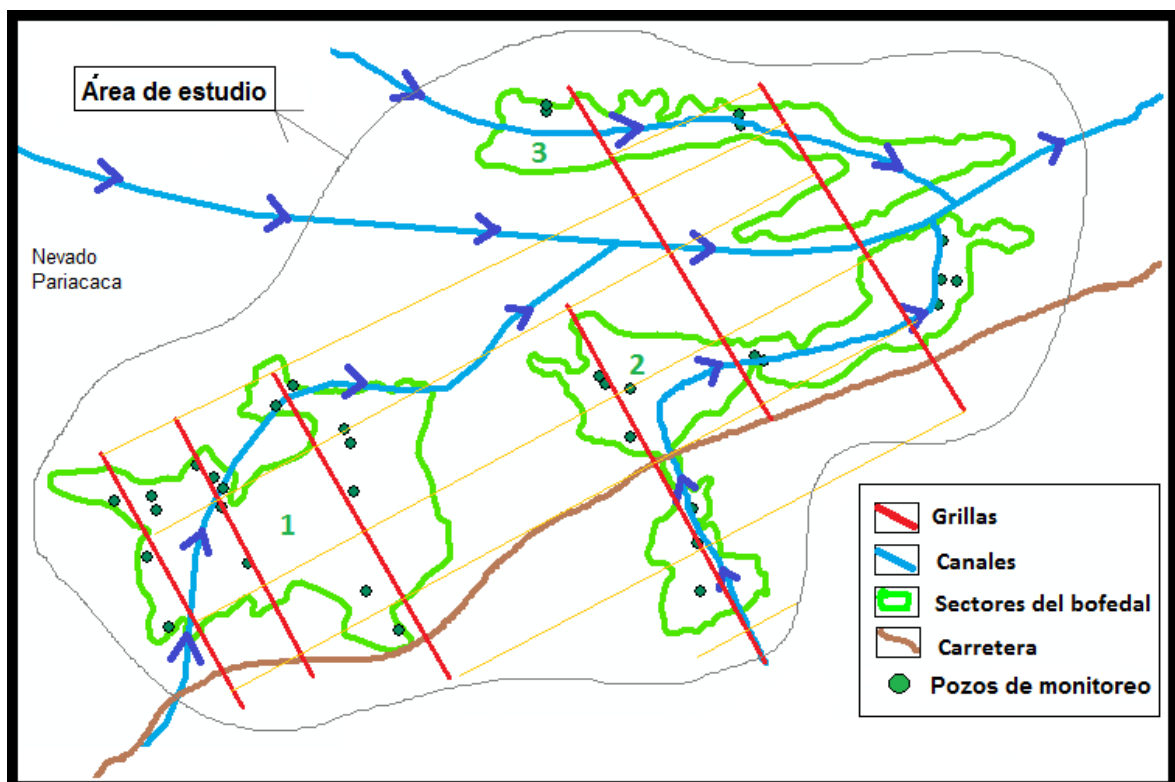 Área de estudio
3
Nevado
Pariacaca
2
1
Grillas
Canales
Sectores del bofedal
Carretera
Pozos de monitoreo